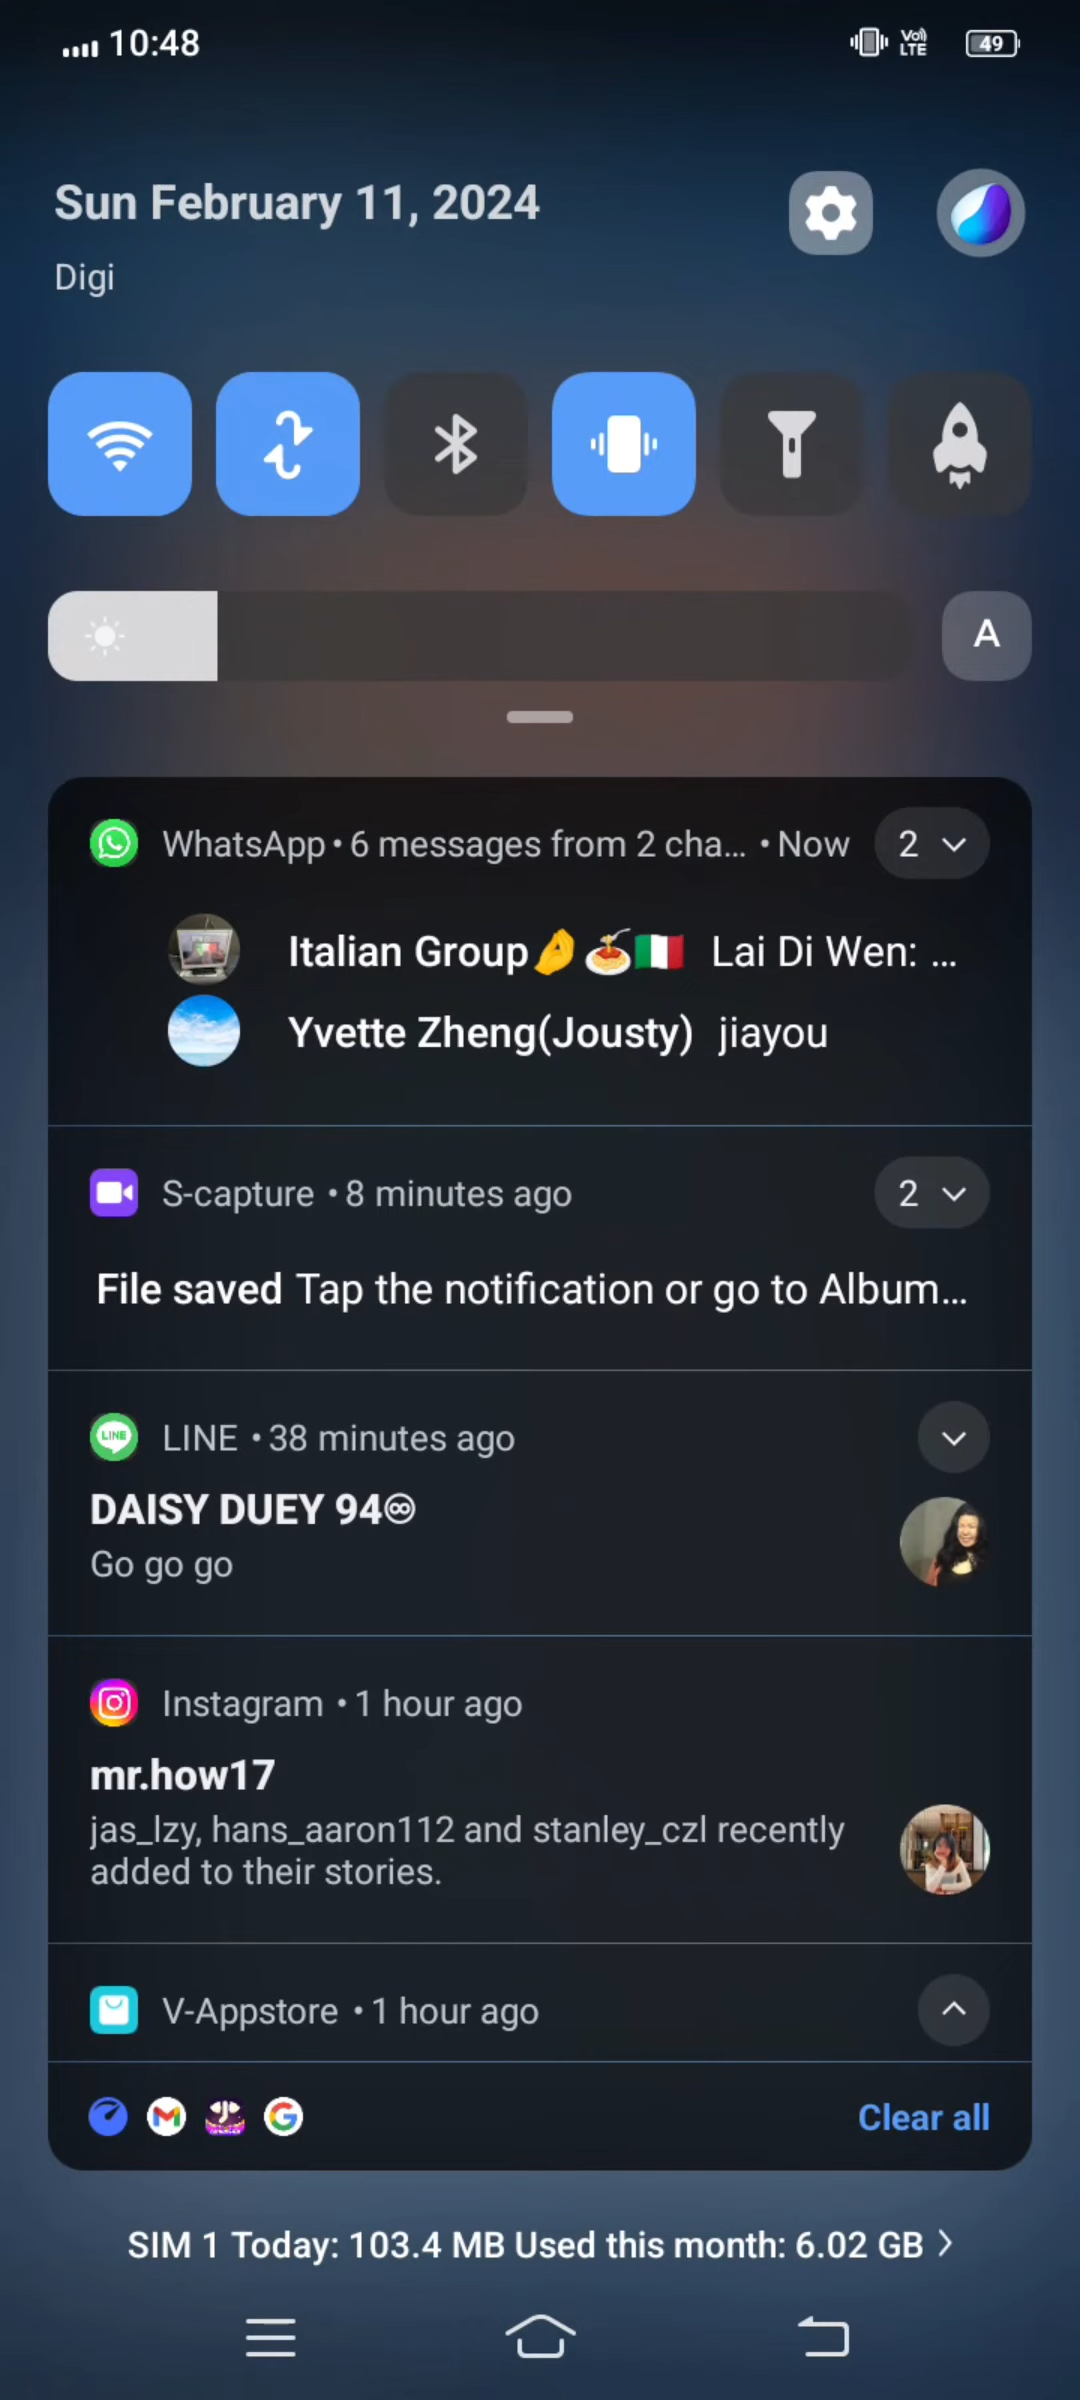 10:48 Vo)) LTE 49
Sun February 11, 2024
Digi
A
WhatsApp • 6 messages from 2 cha... • Now 2
Italian Group🤌🍝🇮🇹 Lai Di Wen: ...
Yvette Zheng(Jousty) jiayou
S-capture • 8 minutes ago 2
File saved Tap the notification or go to Album...
LINE • 38 minutes ago
DAISY DUEY 94♾
Go go go
Instagram • 1 hour ago
mr.how17
jas_lzy, hans_aaron112 and stanley_czl recently
added to their stories.
V-Appstore • 1 hour ago
Clear all
SIM 1 Today: 103.4 MB Used this month: 6.02 GB >